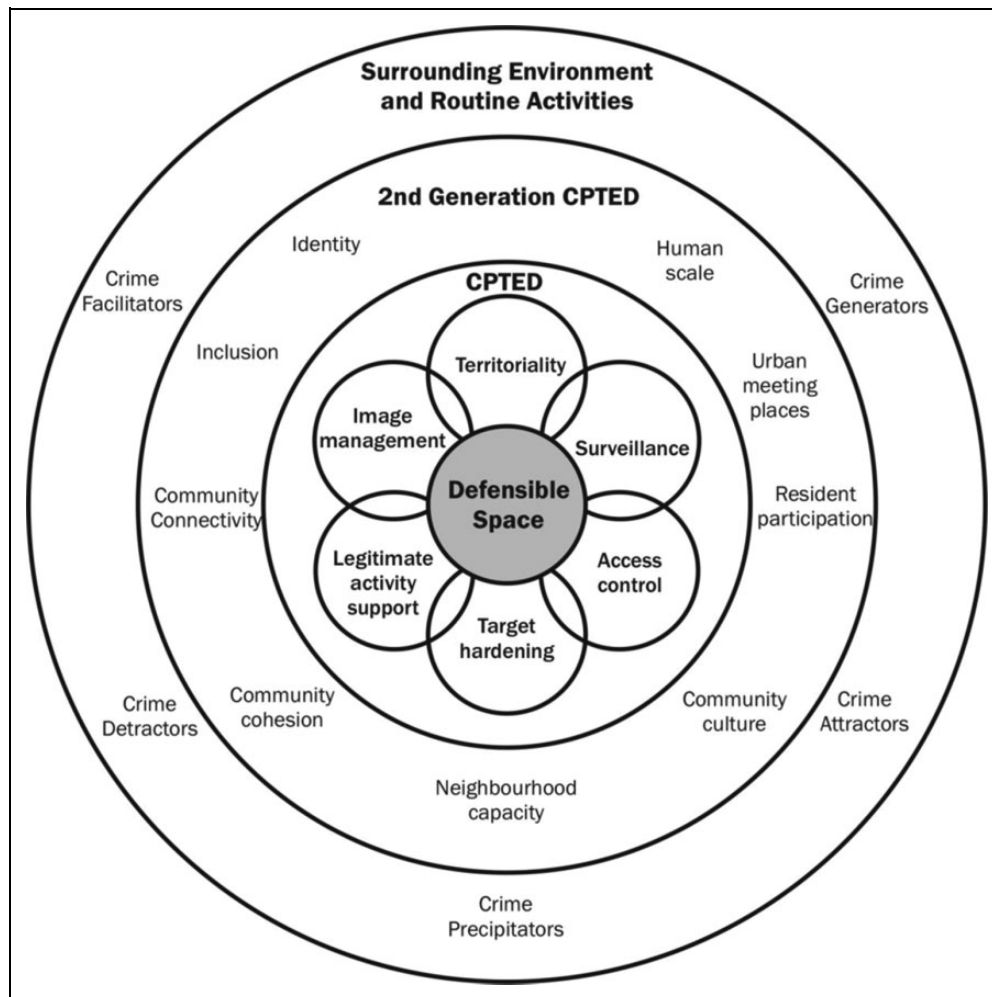 Surrounding Environment
and Routine Activities
2nd Generation CPTED
Identity
Human
scale
CPTED
Crime
Facilitators
Crime
Generators
Inclusion
Urban
meeting
places
Territoriality
Image
management
Surveillance
Defensible
Space
Community
Connectivity
Resident
participation
Legitimate
activity
support
Access
control
Target
hardening
Community
cohesion
Community
culture
Crime
Detractors
Crime
Attractors
Neighbourhood
capacity
Crime
Precipitators